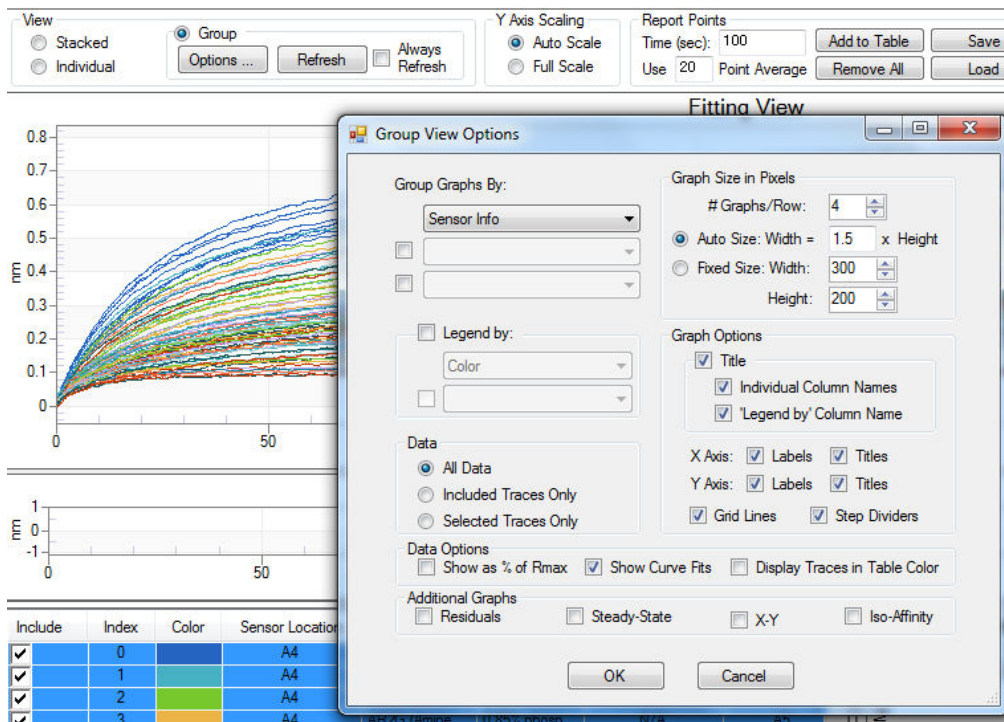 View
Stacked
Individual
Group
Options ...
Refresh
Always
Refresh
Y Axis Scaling
Auto Scale
Full Scale
Report Points
Time (sec): 100
Add to Table
Save
Use 20 Point Average
Remove All
Load
Fitting View
0.8
0.7
0.6
0.5
0.4
0.3
0.2
0.1
0
nm
0
50
1
0
-1
nm
0
50
Include
Index
Color
Sensor Location
0
A4
1
A4
2
A4
3
A4
N/A
A5
Group View Options
Group Graphs By:
Sensor Info
Legend by:
Color
Data
All Data
Included Traces Only
Selected Traces Only
Graph Size in Pixels
# Graphs/Row: 4
Auto Size: Width = 1.5 x Height
Fixed Size: Width: 300
Height: 200
Graph Options
Title
Individual Column Names
'Legend by' Column Name
X Axis: Labels Titles
Y Axis: Labels Titles
Grid Lines Step Dividers
Data Options
Show as % of Rmax Show Curve Fits Display Traces in Table Color
Additional Graphs
Residuals Steady-State X-Y Iso-Affinity
OK
Cancel